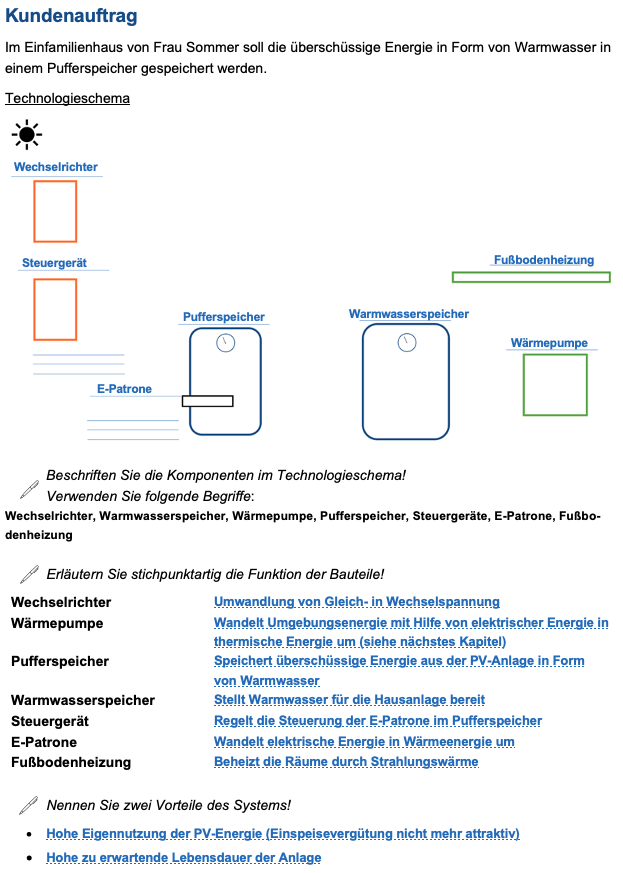 Kundenauftrag
Im Einfamilienhaus von Frau Sommer soll die überschüssige Energie in Form von Warmwasser in
einem Pufferspeicher gespeichert werden.
Technologieschema
Wechselrichter
Steuergerät
Fußbodenheizung
Pufferspeicher
Warmwasserspeicher
Wärmepumpe
E-Patrone
Beschriften Sie die Komponenten im Technologieschema!
Verwenden Sie folgende Begriffe:
Wechselrichter, Warmwasserspeicher, Wärmepumpe, Pufferspeicher, Steuergeräte, E-Patrone, Fußbo-
denheizung
Erläutern Sie stichpunktartig die Funktion der Bauteile!
Wechselrichter Umwandlung von Gleich- in Wechselspannung
Wärmepumpe Wandelt Umgebungsenergie mit Hilfe von elektrischer Energie in
thermische Energie um (siehe nächstes Kapitel)
Pufferspeicher Speichert überschüssige Energie aus der PV-Anlage in Form
von Warmwasser
Warmwasserspeicher Stellt Warmwasser für die Hausanlage bereit
Steuergerät Regelt die Steuerung der E-Patrone im Pufferspeicher
E-Patrone Wandelt elektrische Energie in Wärmeenergie um
Fußbodenheizung Beheizt die Räume durch Strahlungswärme
Nennen Sie zwei Vorteile des Systems!
• Hohe Eigennutzung der PV-Energie (Einspeisevergütung nicht mehr attraktiv)
• Hohe zu erwartende Lebensdauer der Anlage